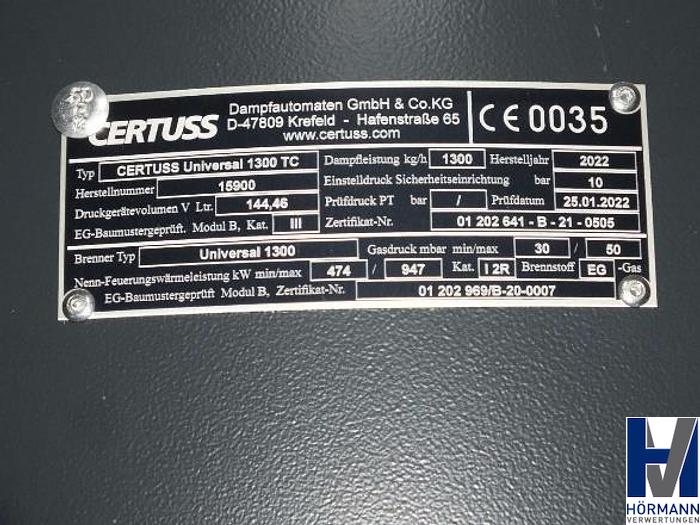 CERTUSS
Dampfautomaten GmbH & Co.KG
D-47809 Krefeld - Hafenstraße 65
www.certuss.com
CE 0035
Typ CERTUSS Universal 1300 TC
Herstellnummer 15900
Druckgerätevolumen V Ltr. 144,46
EG-Baumustergeprüft. Modul B, Kat. III
Dampfleistung kg/h 1300 Herstelljahr 2022
Einstelldruck Sicherheitseinrichtung bar 10
Prüfdruck PT bar / Prüfdatum 25.01.2022
Zertifikat-Nr. 01 202 641 - B - 21 - 0505
Brenner Typ Universal 1300 Gasdruck mbar min/max 30 / 50
Nenn-Feuerungswärmeleistung kW min/max 474 / 947 Kat. I 2R Brennstoff EG -Gas
EG-Baumustergeprüft Modul B, Zertifikat-Nr. 01 202 969/B-20-0007
HV
HÖRMANN
VERWERTUNGEN